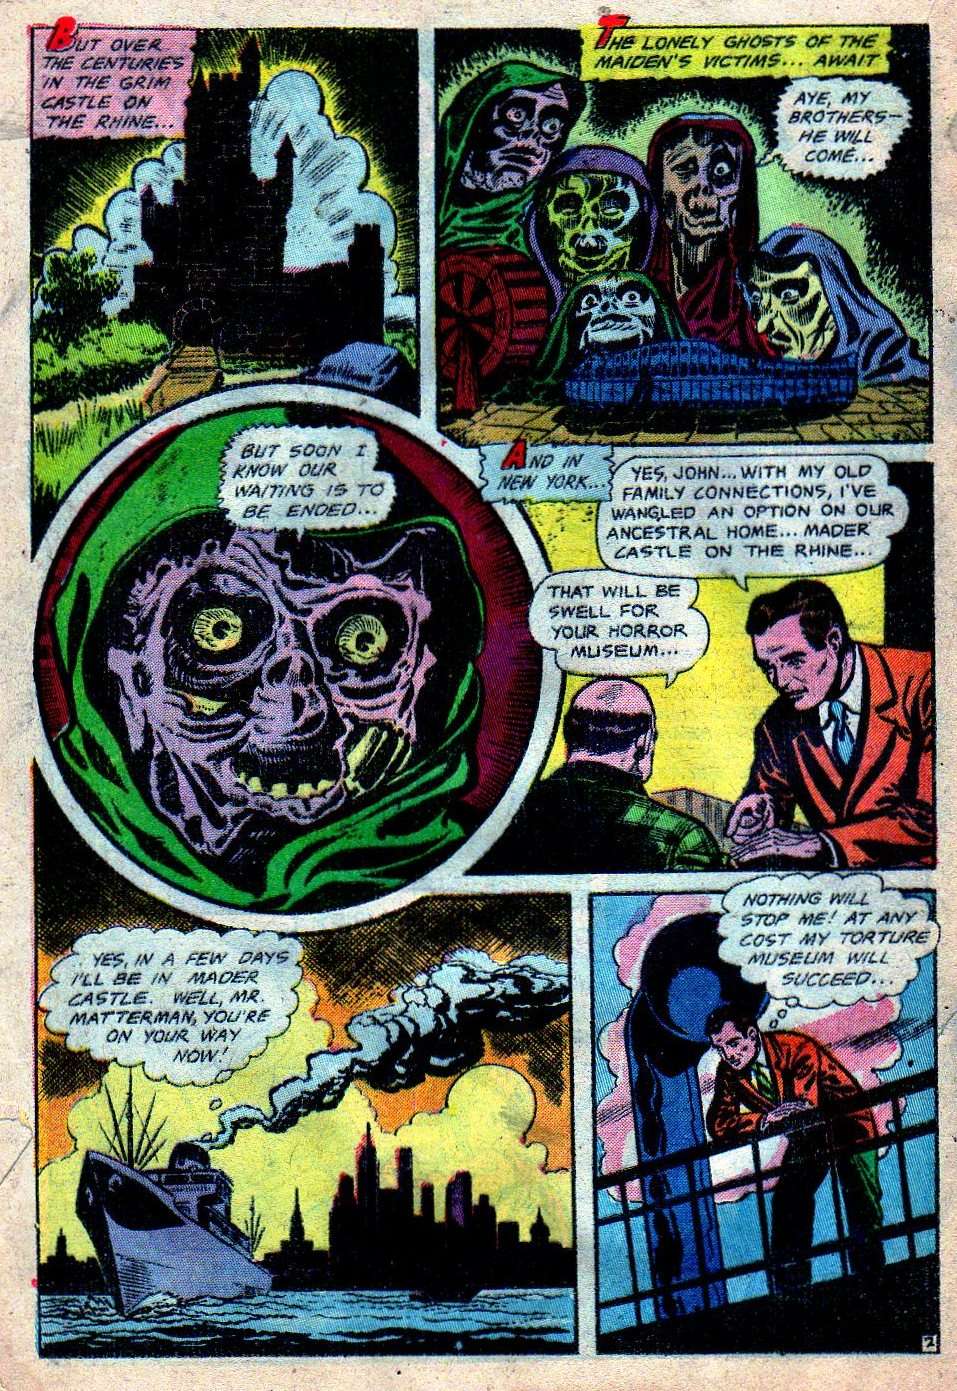 BUT OVER
THE CENTURIES
IN THE GRIM
CASTLE ON
THE RHINE...
THE LONELY GHOSTS OF THE
MAIDEN'S VICTIMS... AWAIT
AYE, MY
BROTHERS—
HE WILL
COME...
BUT SOON I
KNOW OUR
WAITING IS TO
BE ENDED...
AND IN
NEW YORK...
YES, JOHN... WITH MY OLD
FAMILY CONNECTIONS, I'VE
WANGLED AN OPTION ON OUR
ANCESTRAL HOME... MADER
CASTLE ON THE RHINE...
THAT WILL BE
SWELL FOR
YOUR HORROR
MUSEUM...
YES, IN A FEW DAYS
I'LL BE IN MADER
CASTLE. WELL, MR.
MATTERMAN, YOU'RE
ON YOUR WAY
NOW!
NOTHING WILL
STOP ME! AT ANY
COST MY TORTURE
MUSEUM WILL
SUCCEED...
2